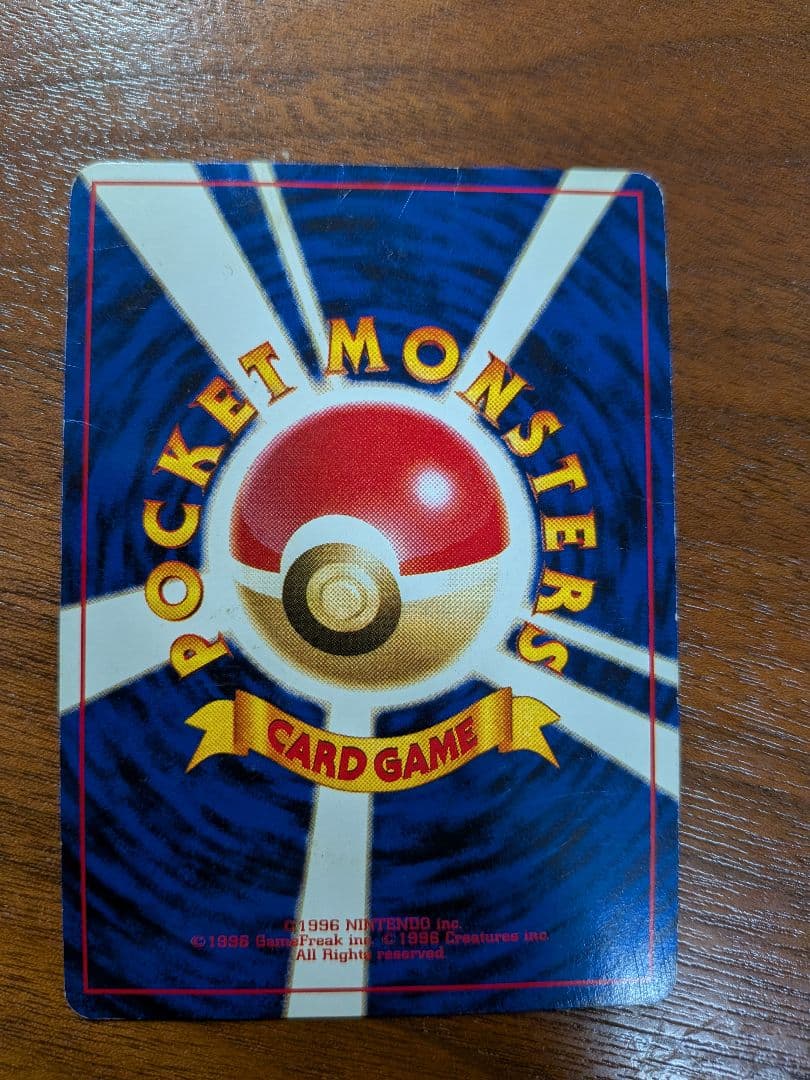 POCKET MONSTERS
CARD GAME
©1996 NINTENDO inc.
©1996 GameFreak inc. ©1996 Creatures inc.
All Rights reserved.